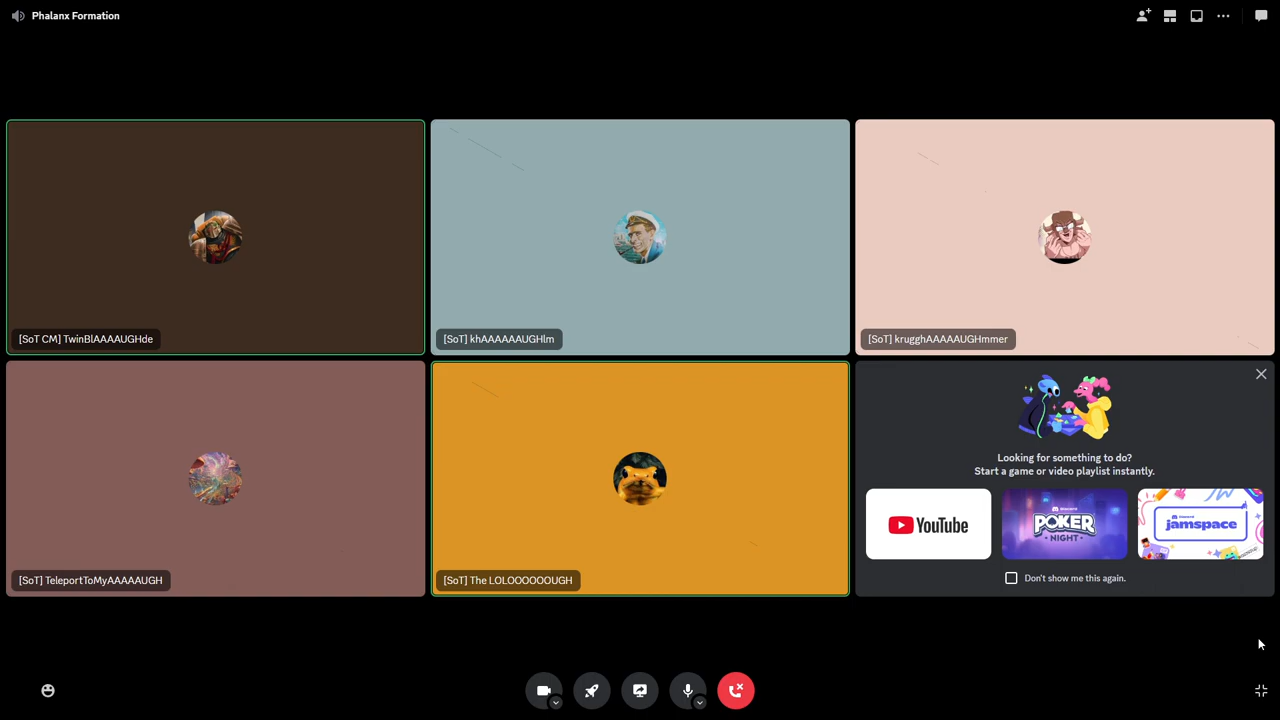 Phalanx Formation
[SoT CM] TwinBlAAAAUGHde
[SoT] khAAAAAAUGHlm
[SoT] krugghAAAAAUGHmmer
[SoT] TeleportToMyAAAAAUGH
[SoT] The LOLOOOOOOUGH
Looking for something to do?
Start a game or video playlist instantly.
YouTube
POKER
NIGHT
jamspace
Don't show me this again.